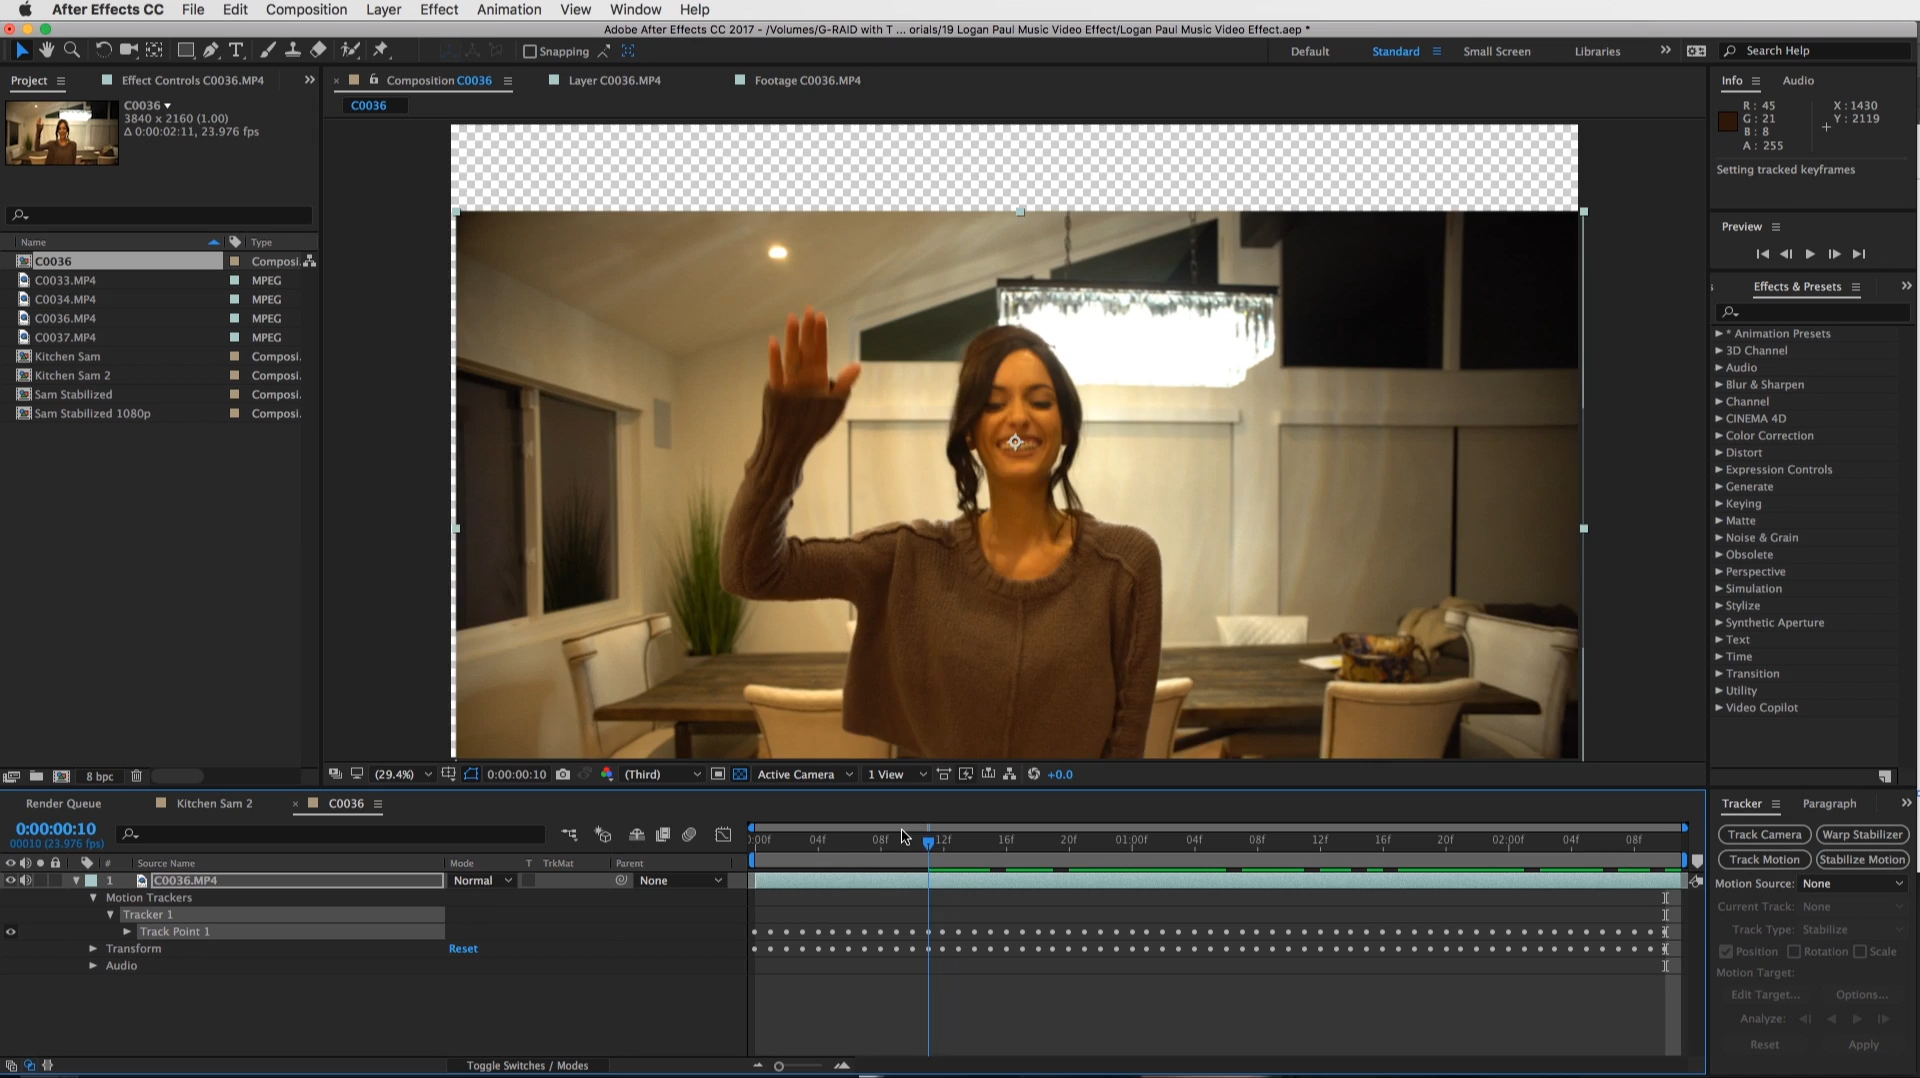 After Effects CC File Edit Composition Layer Effect Animation View Window Help
Adobe After Effects CC 2017 - /Volumes/G-RAID with T ... orials/19 Logan Paul Music Video Effect/Logan Paul Music Video Effect.aep *
Snapping Default Standard Small Screen Libraries Search Help
Project Effect Controls C0036.MP4
Composition C0036 Layer C0036.MP4 Footage C0036.MP4
Info Audio
C0036
3840 x 2160 (1.00)
Δ 0:00:02:11, 23.976 fps
C0036
R: 45 X: 1430
G: 21 Y: 2119
B: 8
A: 255
Setting tracked keyframes
Preview
Name Type
C0036 Composi.
C0033.MP4 MPEG
C0034.MP4 MPEG
C0036.MP4 MPEG
C0037.MP4 MPEG
Kitchen Sam Composi.
Kitchen Sam 2 Composi.
Sam Stabilized Composi.
Sam Stabilized 1080p Composi.
Effects & Presets
* Animation Presets
3D Channel
Audio
Blur & Sharpen
Channel
CINEMA 4D
Color Correction
Distort
Expression Controls
Generate
Keying
Matte
Noise & Grain
Obsolete
Perspective
Simulation
Stylize
Synthetic Aperture
Text
Time
Transition
Utility
Video Copilot
8 bpc
(29.4%) 0:00:00:10 (Third) Active Camera 1 View +0.0
Render Queue Kitchen Sam 2 C0036
0:00:00:10
00010 (23.976 fps)
:00f 04f 08f 12f 16f 20f 01:00f 04f 08f 12f 16f 20f 02:00f 04f 08f
# Source Name Mode T TrkMat Parent
1 C0036.MP4 Normal None
Motion Trackers
Tracker 1
Track Point 1
Transform Reset
Audio
Toggle Switches / Modes
Tracker Paragraph
Track Camera Warp Stabilizer
Track Motion Stabilize Motion
Motion Source: None
Current Track: None
Track Type: Stabilize
Position Rotation Scale
Motion Target:
Edit Target... Options...
Analyze:
Reset Apply